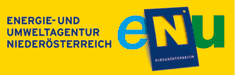 ENERGIE- UND
UMWELTAGENTUR
NIEDERÖSTERREICH
eNu
NIEDERÖSTERREICH